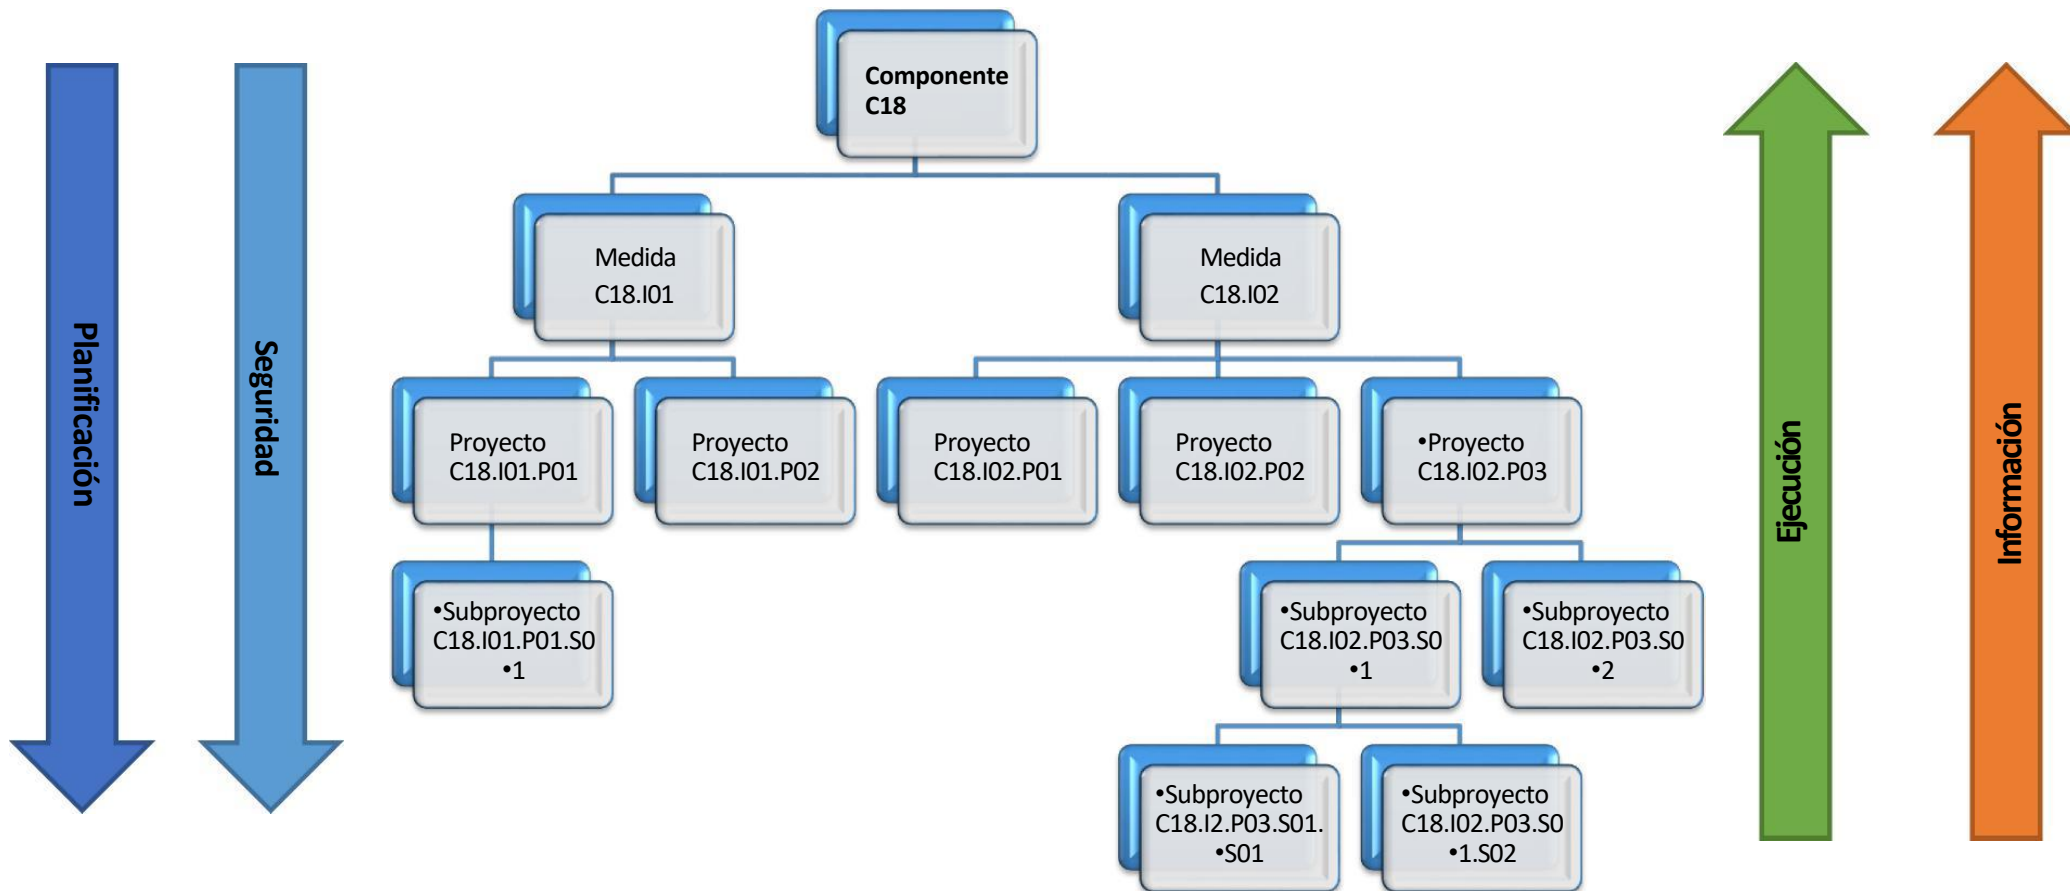 Componente
C18
Medida
C18.I01
Medida
C18.I02
Planificación
Seguridad
Ejecución
Información
Proyecto
C18.I01.P01
Proyecto
C18.I01.P02
Proyecto
C18.I02.P01
Proyecto
C18.I02.P02
•Proyecto
C18.I02.P03
•Subproyecto
C18.I01.P01.S0
•1
•Subproyecto
C18.I02.P03.S0
•1
•Subproyecto
C18.I02.P03.S0
•2
•Subproyecto
C18.I2.P03.S01.
•S01
•Subproyecto
C18.I02.P03.S0
•1.S02